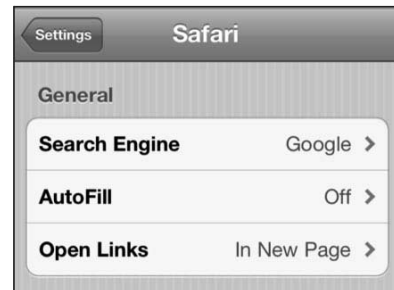 Settings
Safari
General
Search Engine Google
AutoFill Off
Open Links In New Page